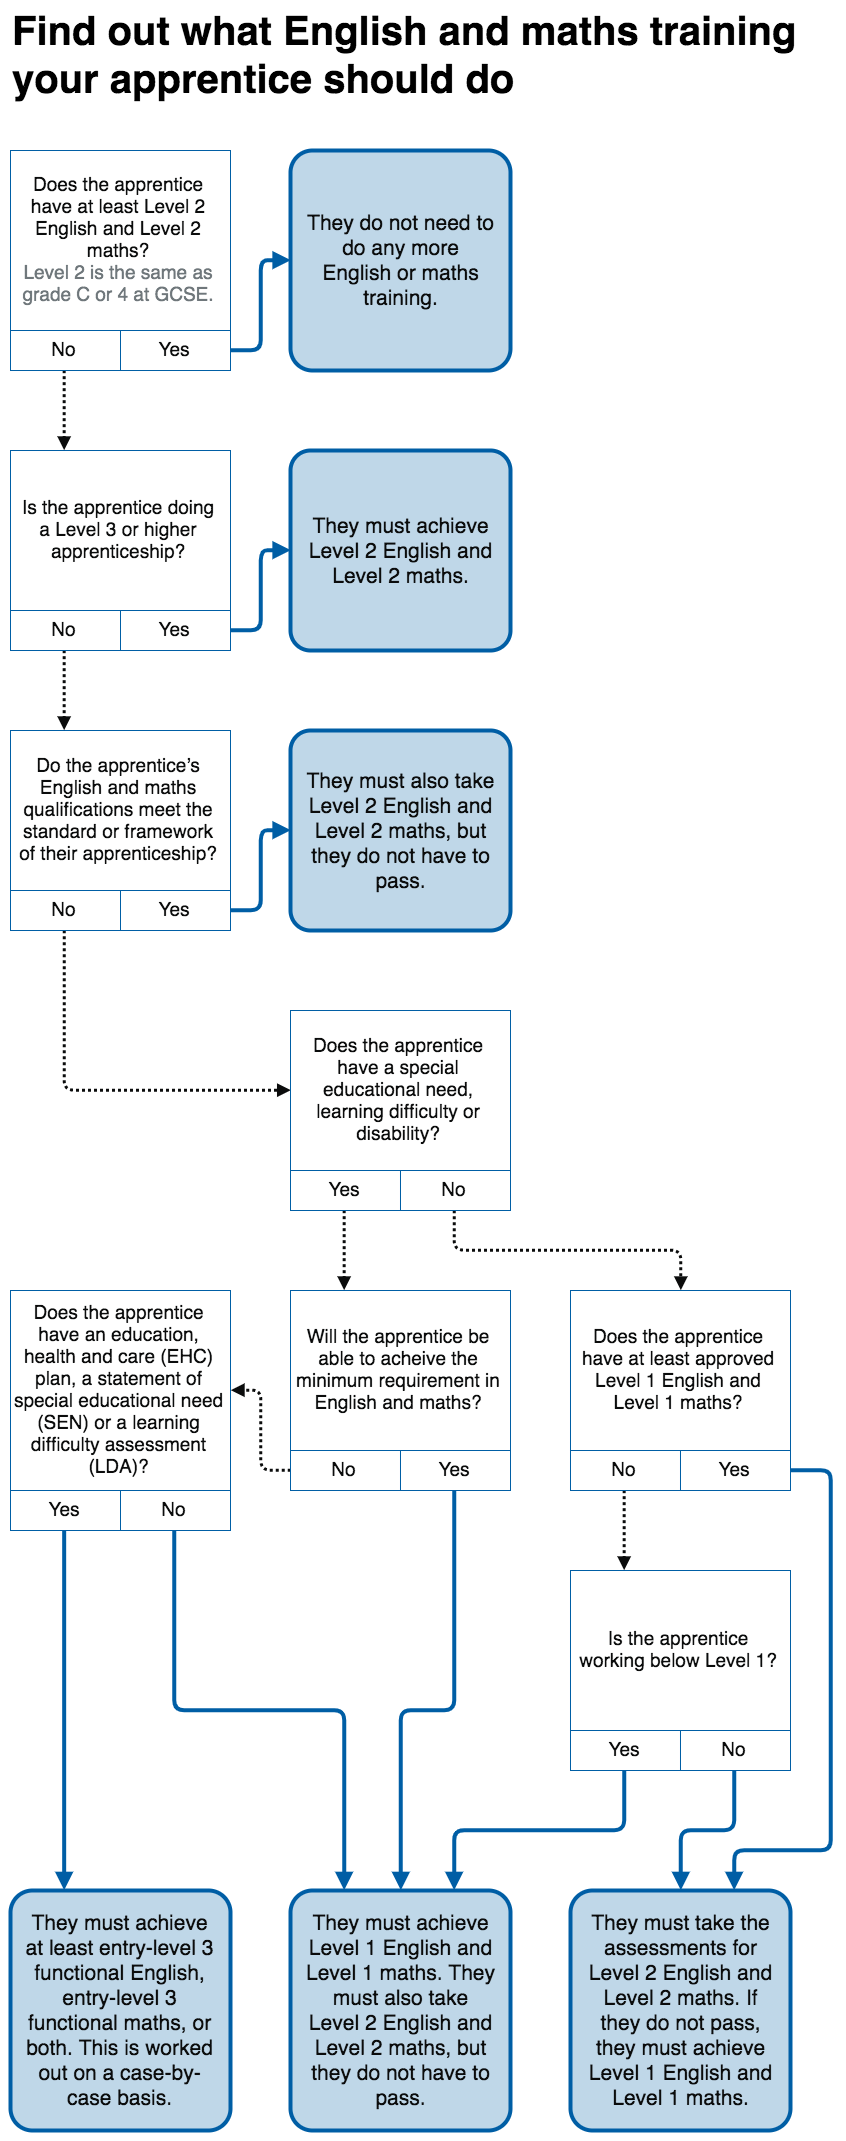 Find out what English and maths training
your apprentice should do
Does the apprentice
have at least Level 2
English and Level 2
maths?
Level 2 is the same as
grade C or 4 at GCSE.
No
Yes
They do not need to
do any more
English or maths
training.
Is the apprentice doing
a Level 3 or higher
apprenticeship?
No
Yes
They must achieve
Level 2 English and
Level 2 maths.
Do the apprentice’s
English and maths
qualifications meet the
standard or framework
of their apprenticeship?
No
Yes
They must also take
Level 2 English and
Level 2 maths, but
they do not have to
pass.
Does the apprentice
have a special
educational need,
learning difficulty or
disability?
Yes
No
Does the apprentice
have an education,
health and care (EHC)
plan, a statement of
special educational need
(SEN) or a learning
difficulty assessment
(LDA)?
Yes
No
Will the apprentice be
able to acheive the
minimum requirement in
English and maths?
No
Yes
Does the apprentice
have at least approved
Level 1 English and
Level 1 maths?
No
Yes
Is the apprentice
working below Level 1?
Yes
No
They must achieve
at least entry-level 3
functional English,
entry-level 3
functional maths, or
both. This is worked
out on a case-by-
case basis.
They must achieve
Level 1 English and
Level 1 maths. They
must also take
Level 2 English and
Level 2 maths, but
they do not have to
pass.
They must take the
assessments for
Level 2 English and
Level 2 maths. If
they do not pass,
they must achieve
Level 1 English and
Level 1 maths.